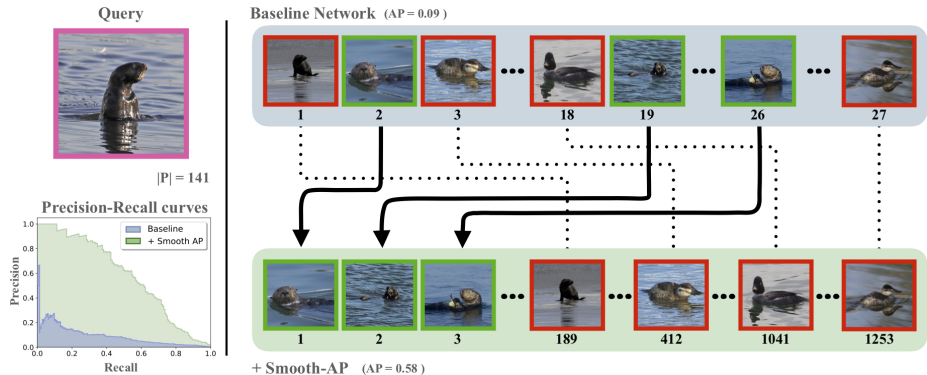 Query
|P| = 141
Precision-Recall curves
Baseline
+ Smooth AP
Precision
1.0
0.8
0.6
0.4
0.2
0.0
0.0 0.2 0.4 0.6 0.8 1.0
Recall
Baseline Network (AP = 0.09)
1 2 3 18 19 26 27
1 2 3 189 412 1041 1253
+ Smooth-AP (AP = 0.58)